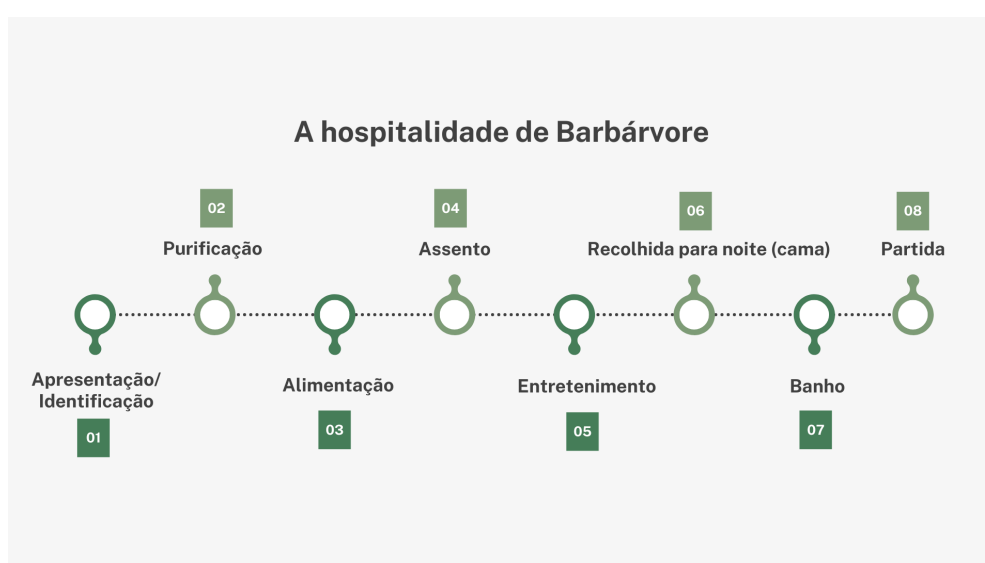 A hospitalidade de Barbárvore
02
04
06
08
Purificação
Assento
Recolhida para noite (cama)
Partida
Apresentação/
Identificação
Alimentação
Entretenimento
Banho
01
03
05
07